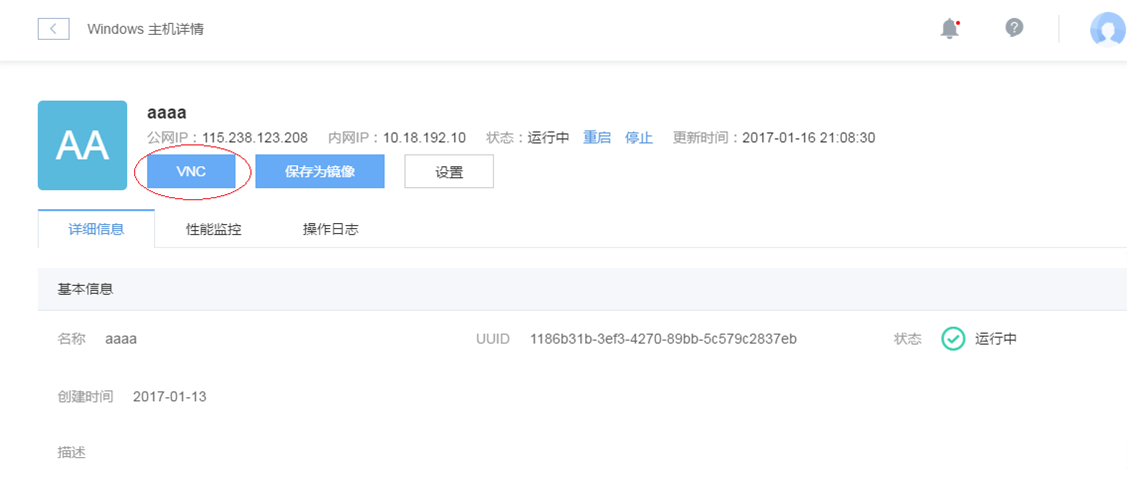 Windows 主机详情
AA
aaaa
公网IP：115.238.123.208 内网IP：10.18.192.10 状态：运行中 重启 停止 更新时间：2017-01-16 21:08:30
VNC 保存为镜像 设置
详细信息 性能监控 操作日志
基本信息
名称 aaaa UUID 1186b31b-3ef3-4270-89bb-5c579c2837eb 状态 运行中
创建时间 2017-01-13
描述